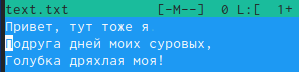 text.txt [-M--] 0 L:[ 1+
Привет, тут тоже я
Подруга дней моих суровых,
Голубка дряхлая моя!